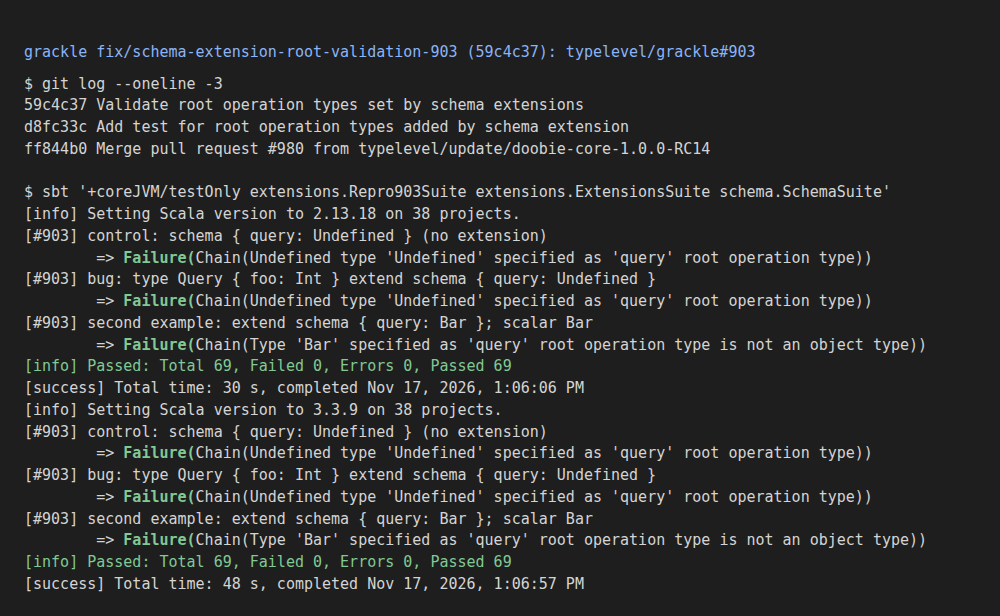 grackle fix/schema-extension-root-validation-903 (59c4c37): typelevel/grackle#903
$ git log --oneline -3
59c4c37 Validate root operation types set by schema extensions
d8fc33c Add test for root operation types added by schema extension
ff844b0 Merge pull request #980 from typelevel/update/doobie-core-1.0.0-RC14
$ sbt '+coreJVM/testOnly extensions.Repro903Suite extensions.ExtensionsSuite schema.SchemaSuite'
[info] Setting Scala version to 2.13.18 on 38 projects.
[#903] control: schema { query: Undefined } (no extension)
=> Failure(Chain(Undefined type 'Undefined' specified as 'query' root operation type))
[#903] bug: type Query { foo: Int } extend schema { query: Undefined }
=> Failure(Chain(Undefined type 'Undefined' specified as 'query' root operation type))
[#903] second example: extend schema { query: Bar }; scalar Bar
=> Failure(Chain(Type 'Bar' specified as 'query' root operation type is not an object type))
[info] Passed: Total 69, Failed 0, Errors 0, Passed 69
[success] Total time: 30 s, completed Nov 17, 2026, 1:06:06 PM
[info] Setting Scala version to 3.3.9 on 38 projects.
[#903] control: schema { query: Undefined } (no extension)
=> Failure(Chain(Undefined type 'Undefined' specified as 'query' root operation type))
[#903] bug: type Query { foo: Int } extend schema { query: Undefined }
=> Failure(Chain(Undefined type 'Undefined' specified as 'query' root operation type))
[#903] second example: extend schema { query: Bar }; scalar Bar
=> Failure(Chain(Type 'Bar' specified as 'query' root operation type is not an object type))
[info] Passed: Total 69, Failed 0, Errors 0, Passed 69
[success] Total time: 48 s, completed Nov 17, 2026, 1:06:57 PM